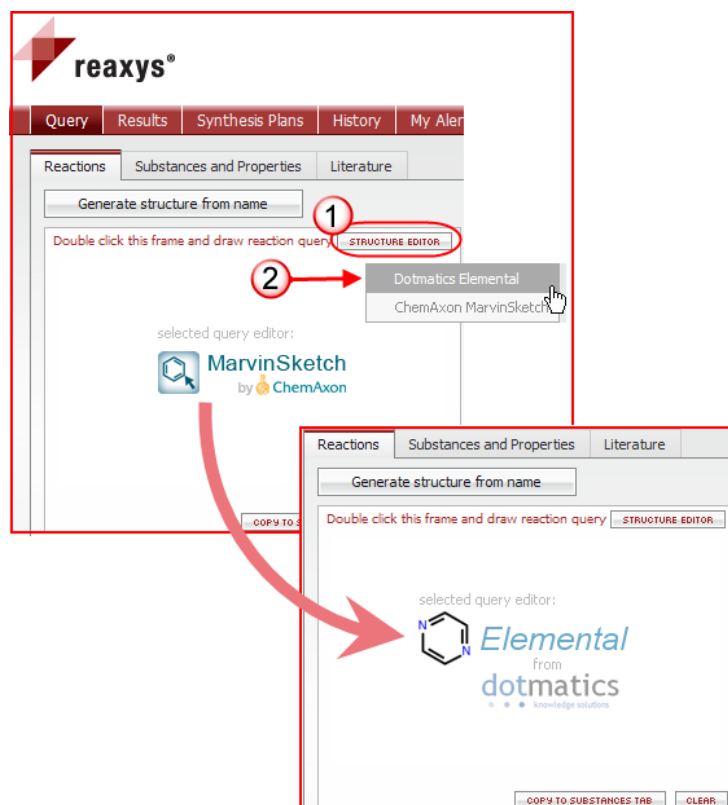 reaxys®
Query Results Synthesis Plans History My Aler
Reactions Substances and Properties Literature
Generate structure from name
1
Double click this frame and draw reaction query STRUCTURE EDITOR
2
Dotmatics Elemental
ChemAxon MarvinSketch
selected query editor:
MarvinSketch
by ChemAxon
COPY TO S
Reactions Substances and Properties Literature
Generate structure from name
Double click this frame and draw reaction query STRUCTURE EDITOR
selected query editor:
N
N
Elemental
from
dotmatics
knowledge solutions
COPY TO SUBSTANCES TAB CLEAR